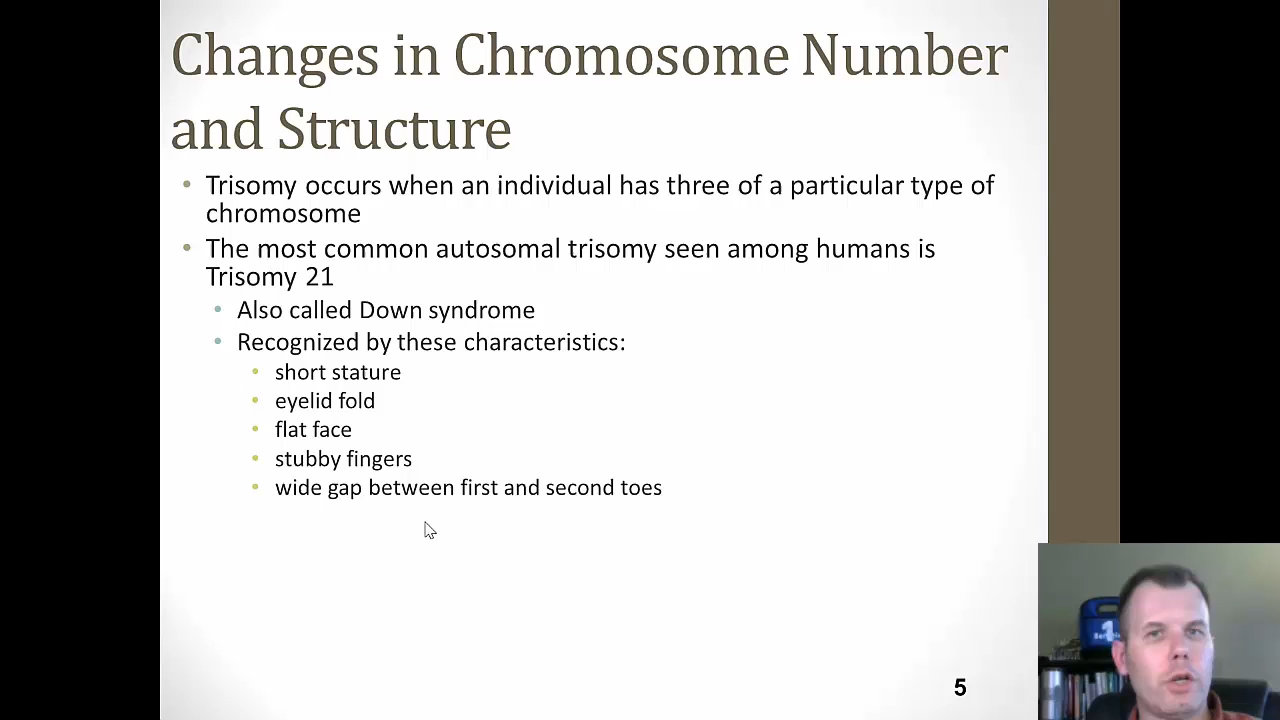 Changes in Chromosome Number
and Structure
• Trisomy occurs when an individual has three of a particular type of
chromosome
• The most common autosomal trisomy seen among humans is
Trisomy 21
• Also called Down syndrome
• Recognized by these characteristics:
• short stature
• eyelid fold
• flat face
• stubby fingers
• wide gap between first and second toes
1
5